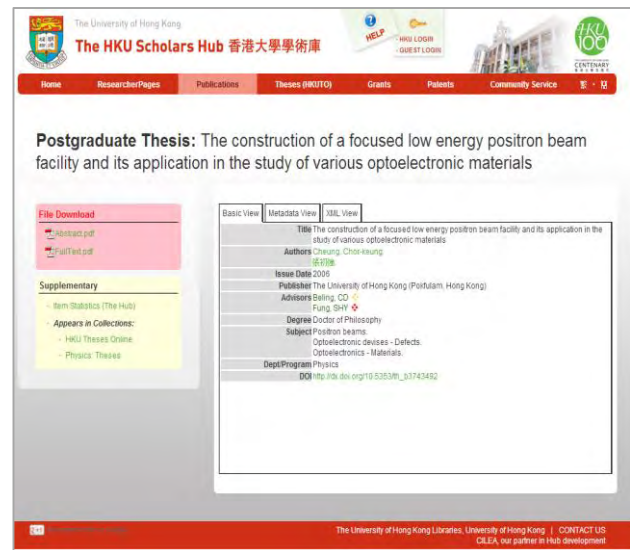 The University of Hong Kong
The HKU Scholars Hub 香港大學學術庫
HELP
- HKU LOGIN
- GUEST LOGIN
HKU
100
CENTENARY
Home ResearcherPages Publications Theses (HKUTO) Grants Patents Community Service 繁 · 簡
Postgraduate Thesis: The construction of a focused low energy positron beam
facility and its application in the study of various optoelectronic materials
File Download
Abstract.pdf
FullText.pdf
Supplementary
- Item Statistics (The Hub)
- Appears in Collections:
- HKU Theses Online
- Physics: Theses
Basic View Metadata View XML View
Title The construction of a focused low energy positron beam facility and its application in the
study of various optoelectronic materials
Authors Cheung, Chor-keung
Issue Date 2006
Publisher The University of Hong Kong (Pokfulam, Hong Kong)
Advisors Beling, CD
Fung, SHY
Degree Doctor of Philosophy
Subject Positron beams.
Optoelectronic devises - Defects.
Optoelectronics - Materials.
Dept/Program Physics
DOI http://dx.doi.org/10.5353/th_b3743492
The University of Hong Kong Libraries, University of Hong Kong | CONTACT US
CILEA, our partner in Hub development